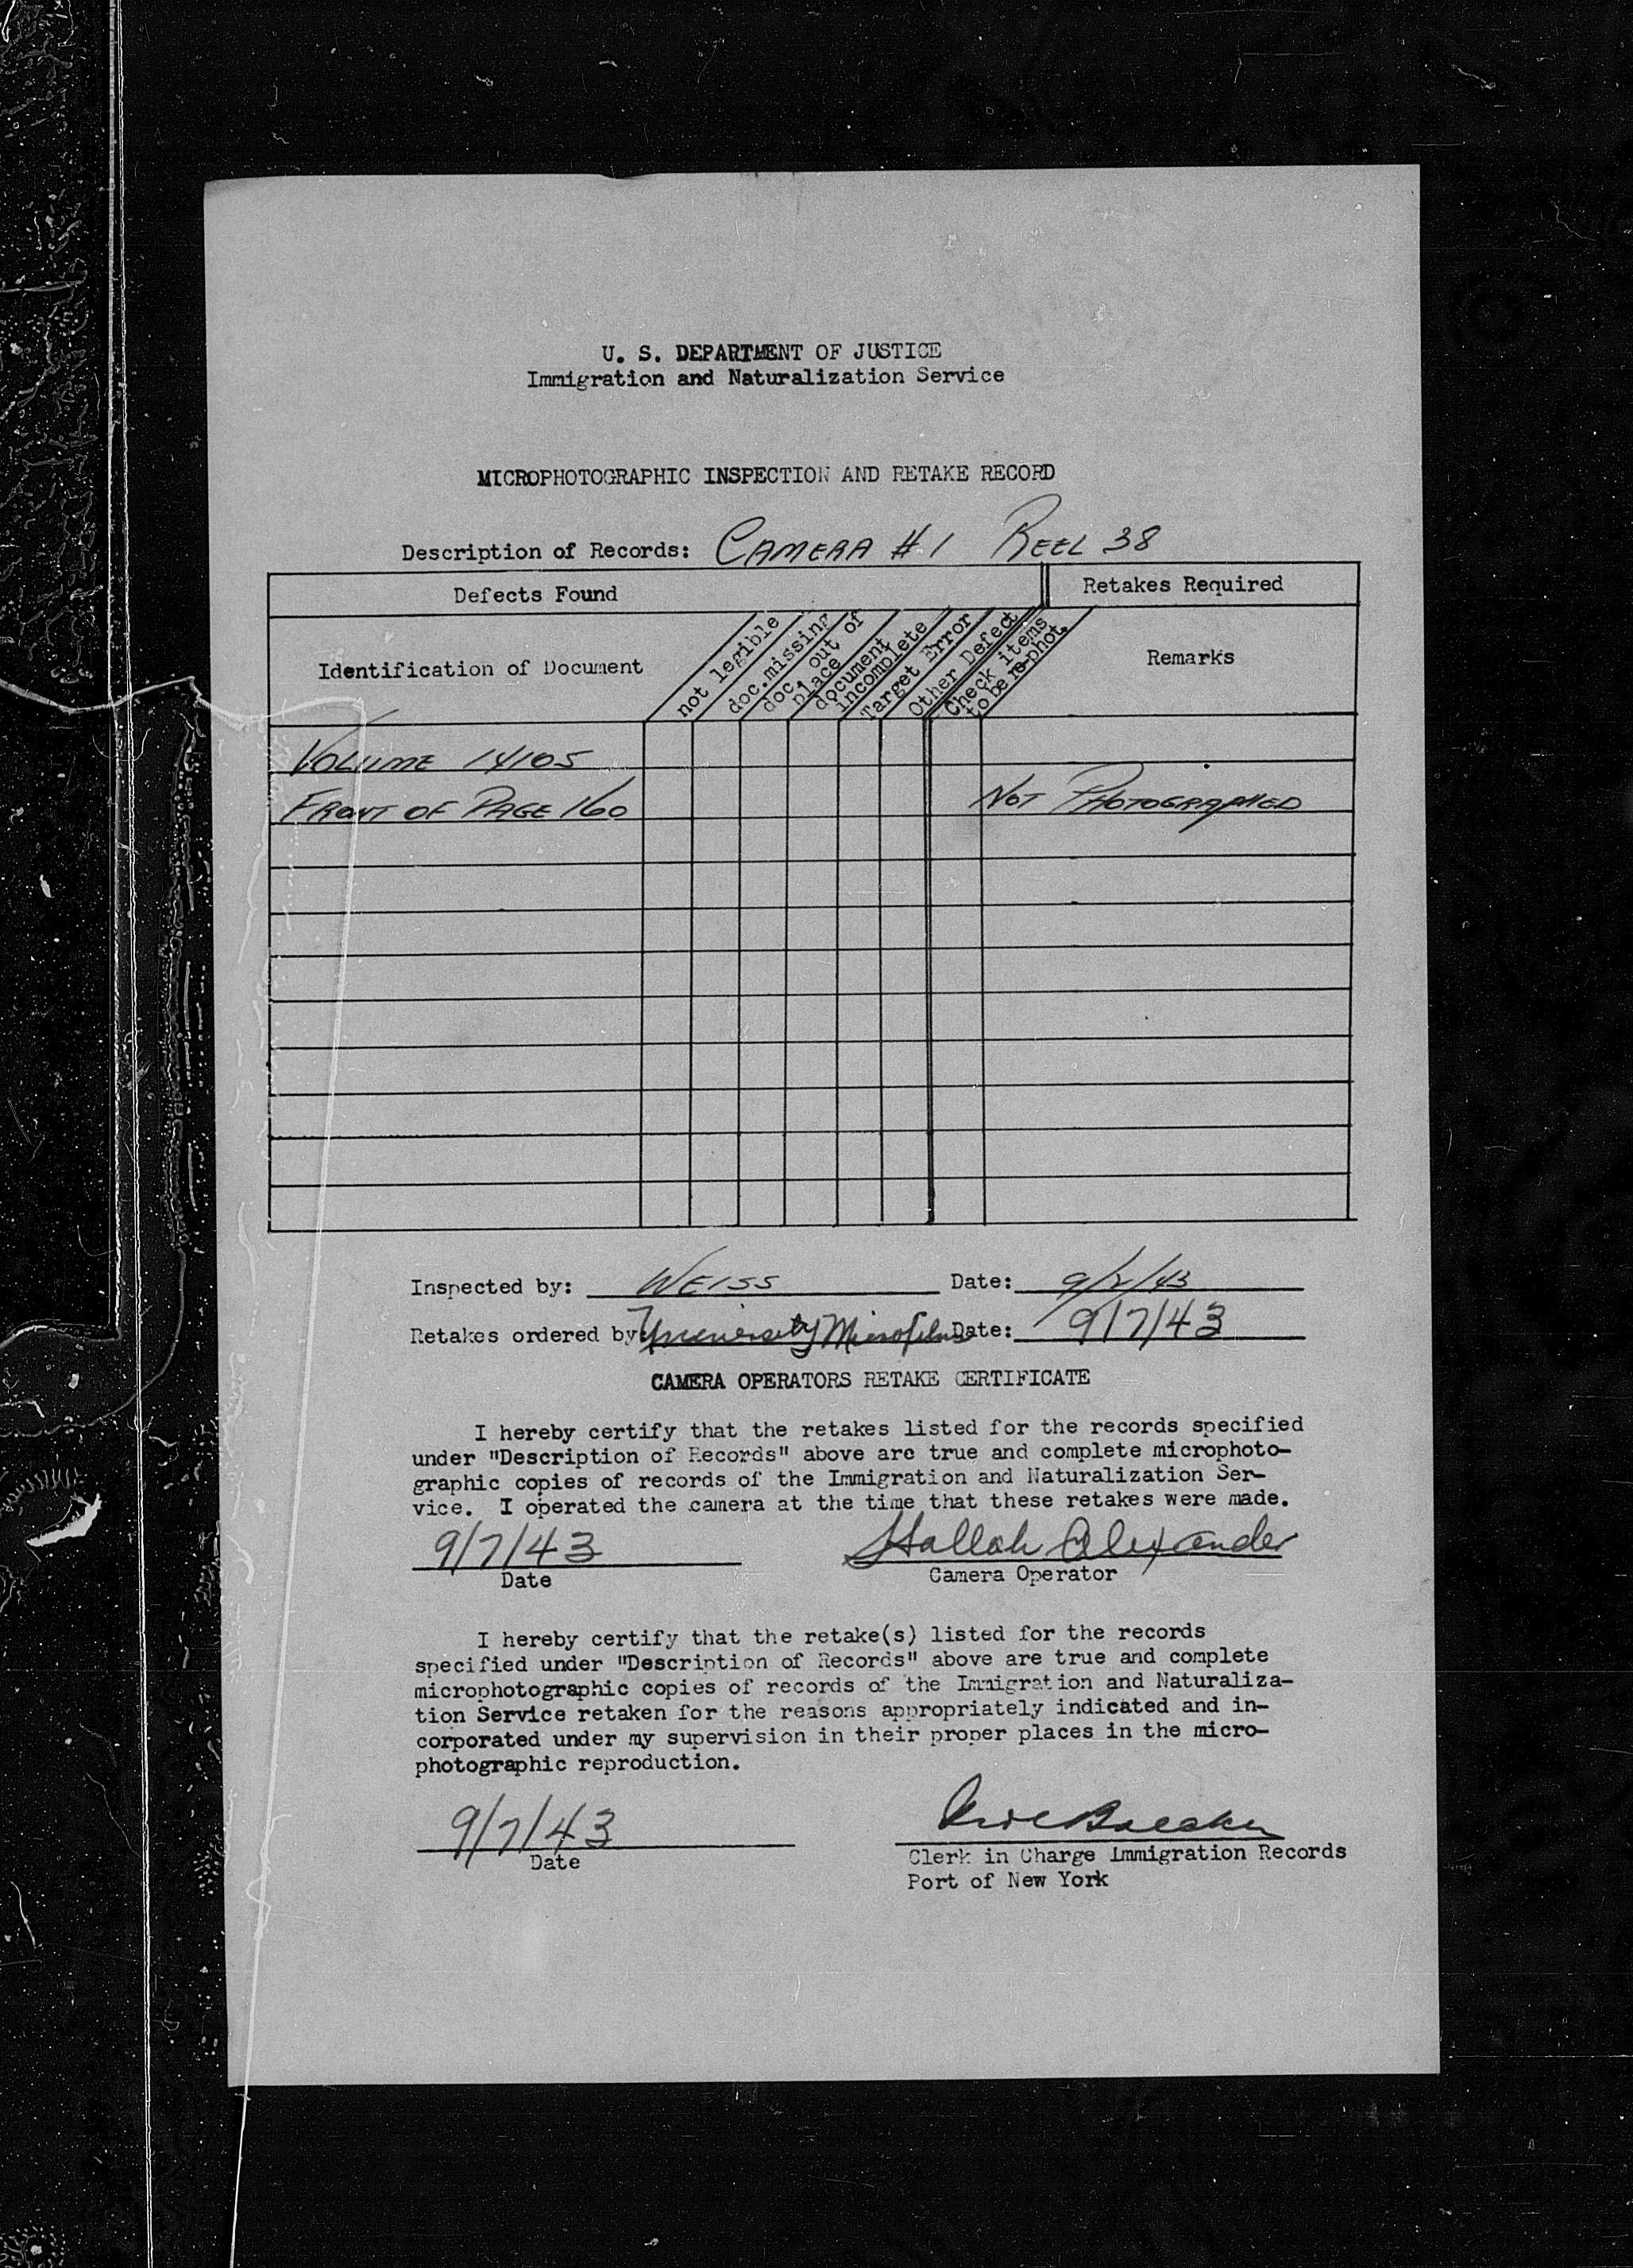 U. S. DEPARTMENT OF JUSTICE
Immigration and Naturalization Service
MICROPHOTOGRAPHIC INSPECTION AND RETAKE RECORD
Description of Records: CAMERA #1 REEL 38
Defects Found
Retakes Required
Identification of Document
not legible
doc. missing
doc. out of place
document incomplete
Target Error
Other Defect
Check items to be re-phot.
Remarks
VOLUME 14105
FRONT OF PAGE 160
NOT PHOTOGRAPHED
Inspected by: WEISS Date: 9/2/43
Retakes ordered by University Microfilms Date: 9/7/43
CAMERA OPERATORS RETAKE CERTIFICATE
I hereby certify that the retakes listed for the records specified
under "Description of Records" above are true and complete microphoto-
graphic copies of records of the Immigration and Naturalization Ser-
vice. I operated the camera at the time that these retakes were made.
9/7/43 Alexander
Date
Camera Operator
I hereby certify that the retake(s) listed for the records
specified under "Description of Records" above are true and complete
microphotographic copies of records of the Immigration and Naturaliza-
tion Service retaken for the reasons appropriately indicated and in-
corporated under my supervision in their proper places in the micro-
photographic reproduction.
9/7/43
Date
Clerk in Charge Immigration Records
Port of New York